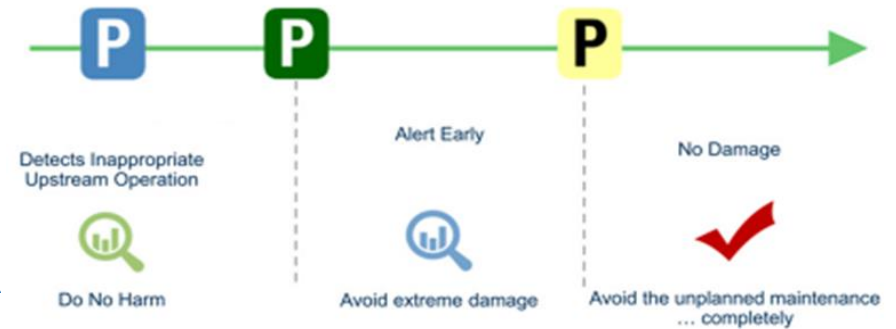 P P P
Detects Inappropriate
Upstream Operation
Do No Harm
Alert Early
Avoid extreme damage
No Damage
Avoid the unplanned maintenance
... completely